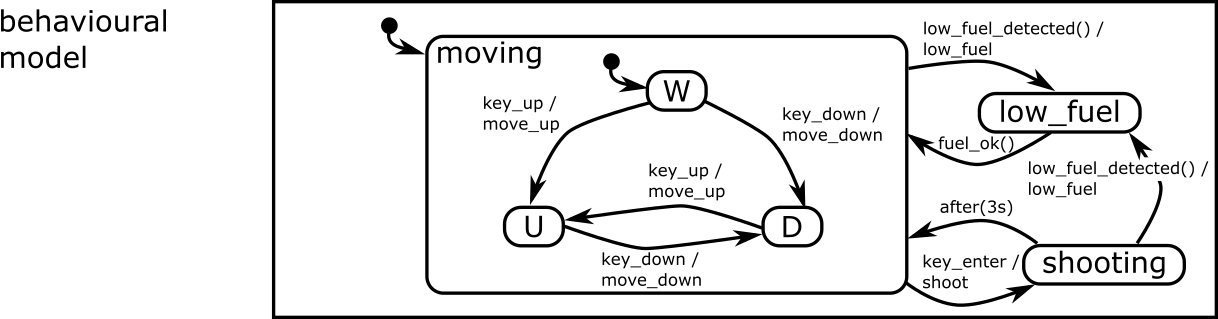 behavioural
model
moving
W
key_up /
move_up
key_down /
move_down
key_up /
move_up
U
D
key_down /
move_down
low_fuel_detected() /
low_fuel
low_fuel
fuel_ok()
low_fuel_detected() /
low_fuel
after(3s)
key_enter /
shoot
shooting